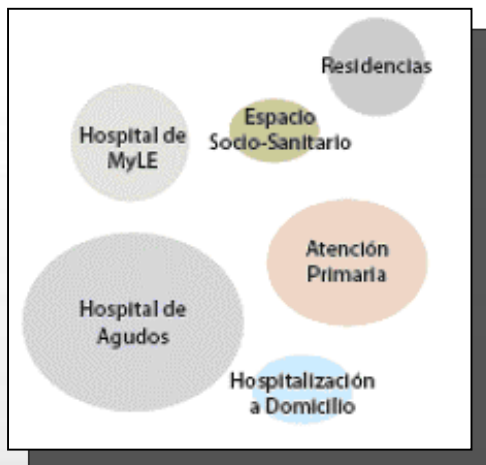 Residencias
Espacio
Socio-Sanitario
Hospital de
MyLE
Atención
Primaria
Hospital de
Agudos
Hospitalización
a Domicilio